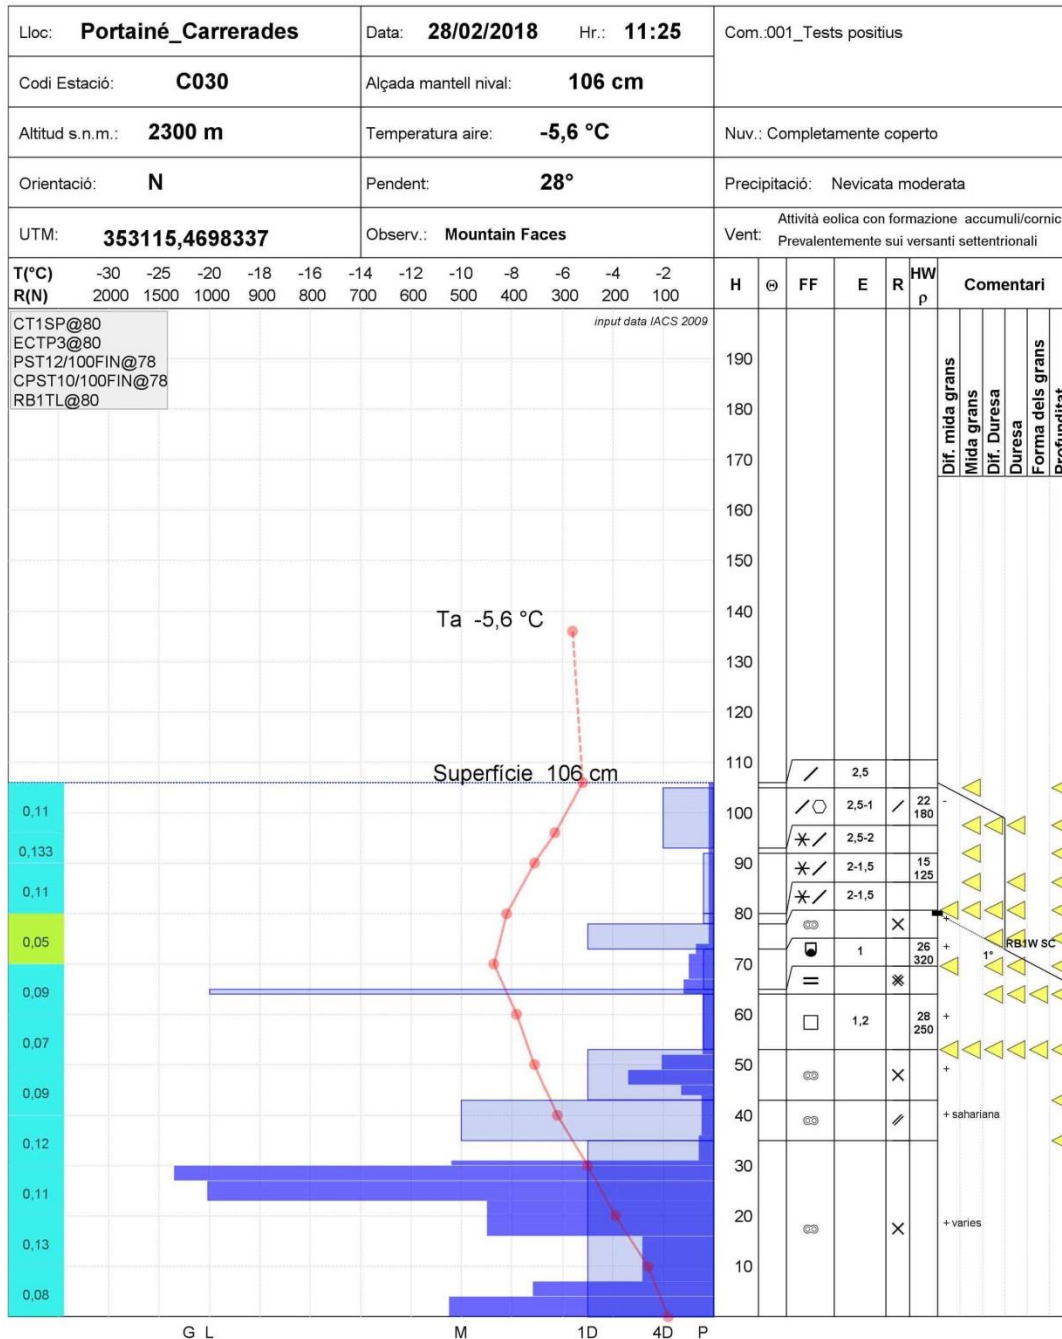 Lloc: Portainé_Carrerades Data: 28/02/2018 Hr.: 11:25 Com.:001_Tests positius
Codi Estació: C030 Alçada mantell nival: 106 cm
Altitud s.n.m.: 2300 m Temperatura aire: -5,6 °C Nuv.: Completamente coperto
Orientació: N Pendent: 28° Precipitació: Nevicata moderata
UTM: 353115,4698337 Observ.: Mountain Faces Vent: Attività eolica con formazione accumuli/cornic
Prevalentemente sui versanti settentrionali
T(°C) -30 -25 -20 -18 -16 -14 -12 -10 -8 -6 -4 -2
R(N) 2000 1500 1000 900 800 700 600 500 400 300 200 100
H Θ FF E R HW ρ Comentari
CT1SP@80
ECTP3@80
PST12/100FIN@78
CPST10/100FIN@78
RB1TL@80
input data IACS 2009
Dif. mida grans
Mida grans
Dif. Duresa
Duresa
Forma dels grans
Profunditat
190
180
170
160
150
140
130
120
110
100
90
80
70
60
50
40
30
20
10
Ta -5,6 °C
Superfície 106 cm
0,11
0,133
0,11
0,05
0,09
0,07
0,09
0,12
0,11
0,13
0,08
2,5
2,5-1 22 180 -
2,5-2
2-1,5 15 125
2-1,5
+
1 26 320 +
1° RB1W SC
1,2 28 250 +
+
+ sahariana
+ varies
G L M 1D 4D P